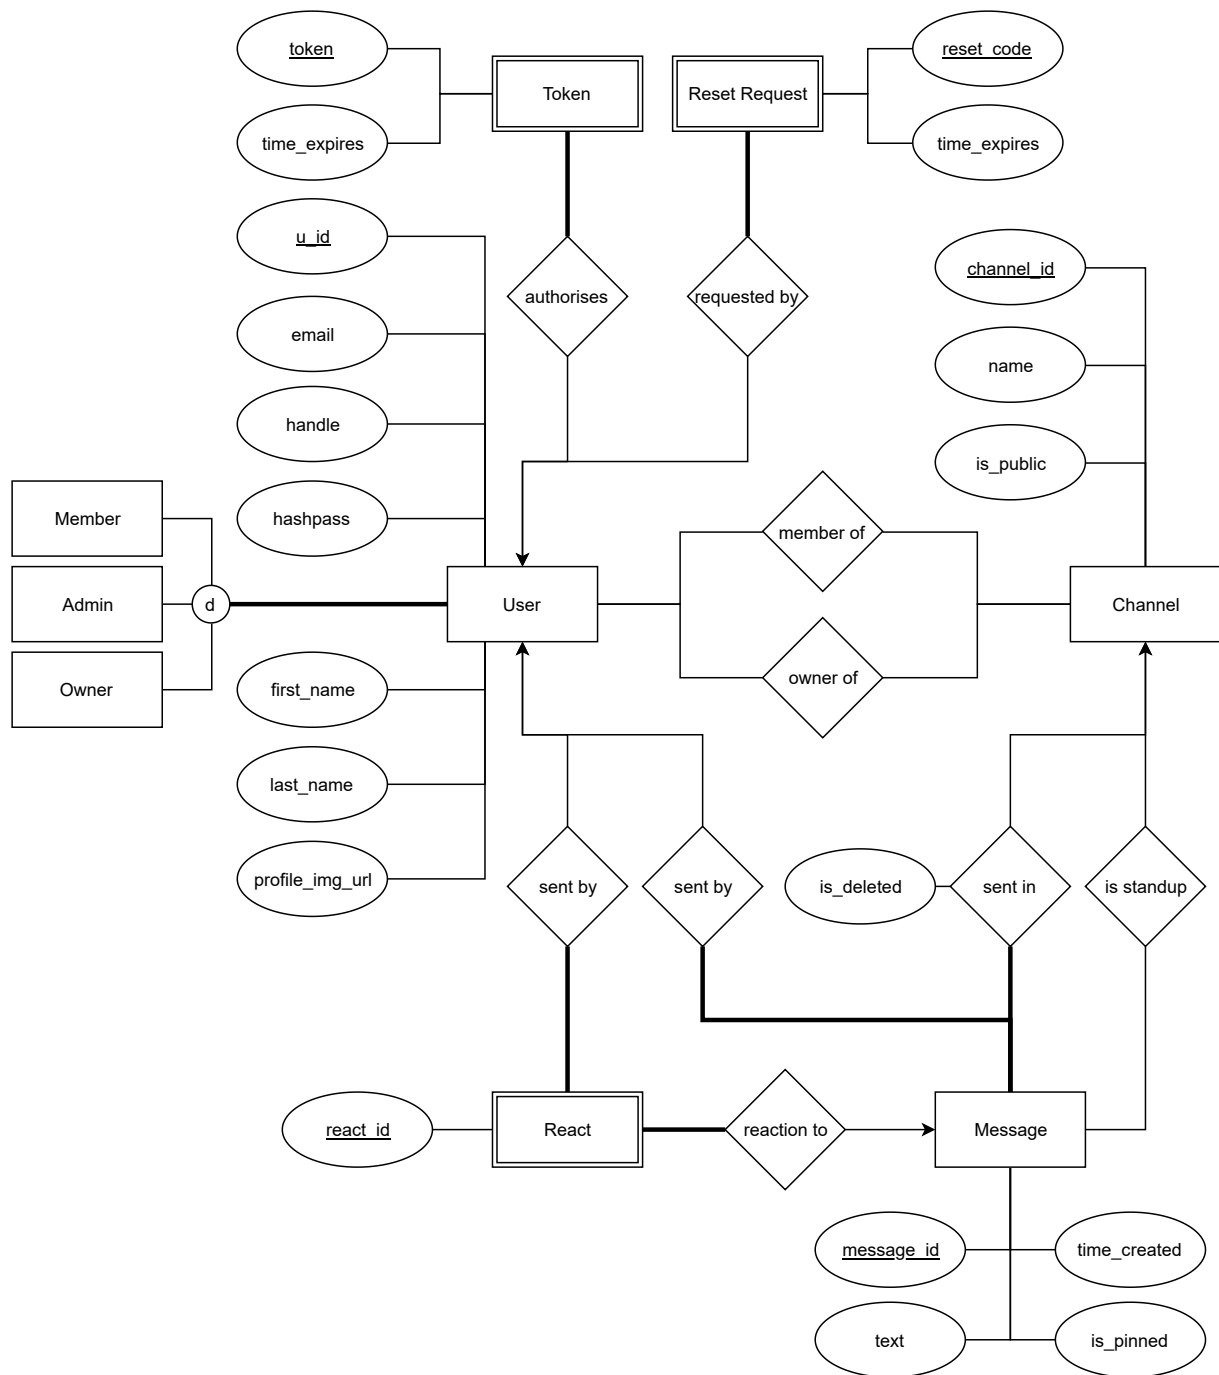 token
Token
Reset Request
reset_code
time_expires
time_expires
u_id
channel_id
authorises
requested by
email
name
handle
is_public
Member
hashpass
member of
Admin
d
User
Channel
Owner
first_name
owner of
last_name
profile_img_url
sent by
sent by
is_deleted
sent in
is standup
react_id
React
reaction to
Message
message_id
time_created
text
is_pinned